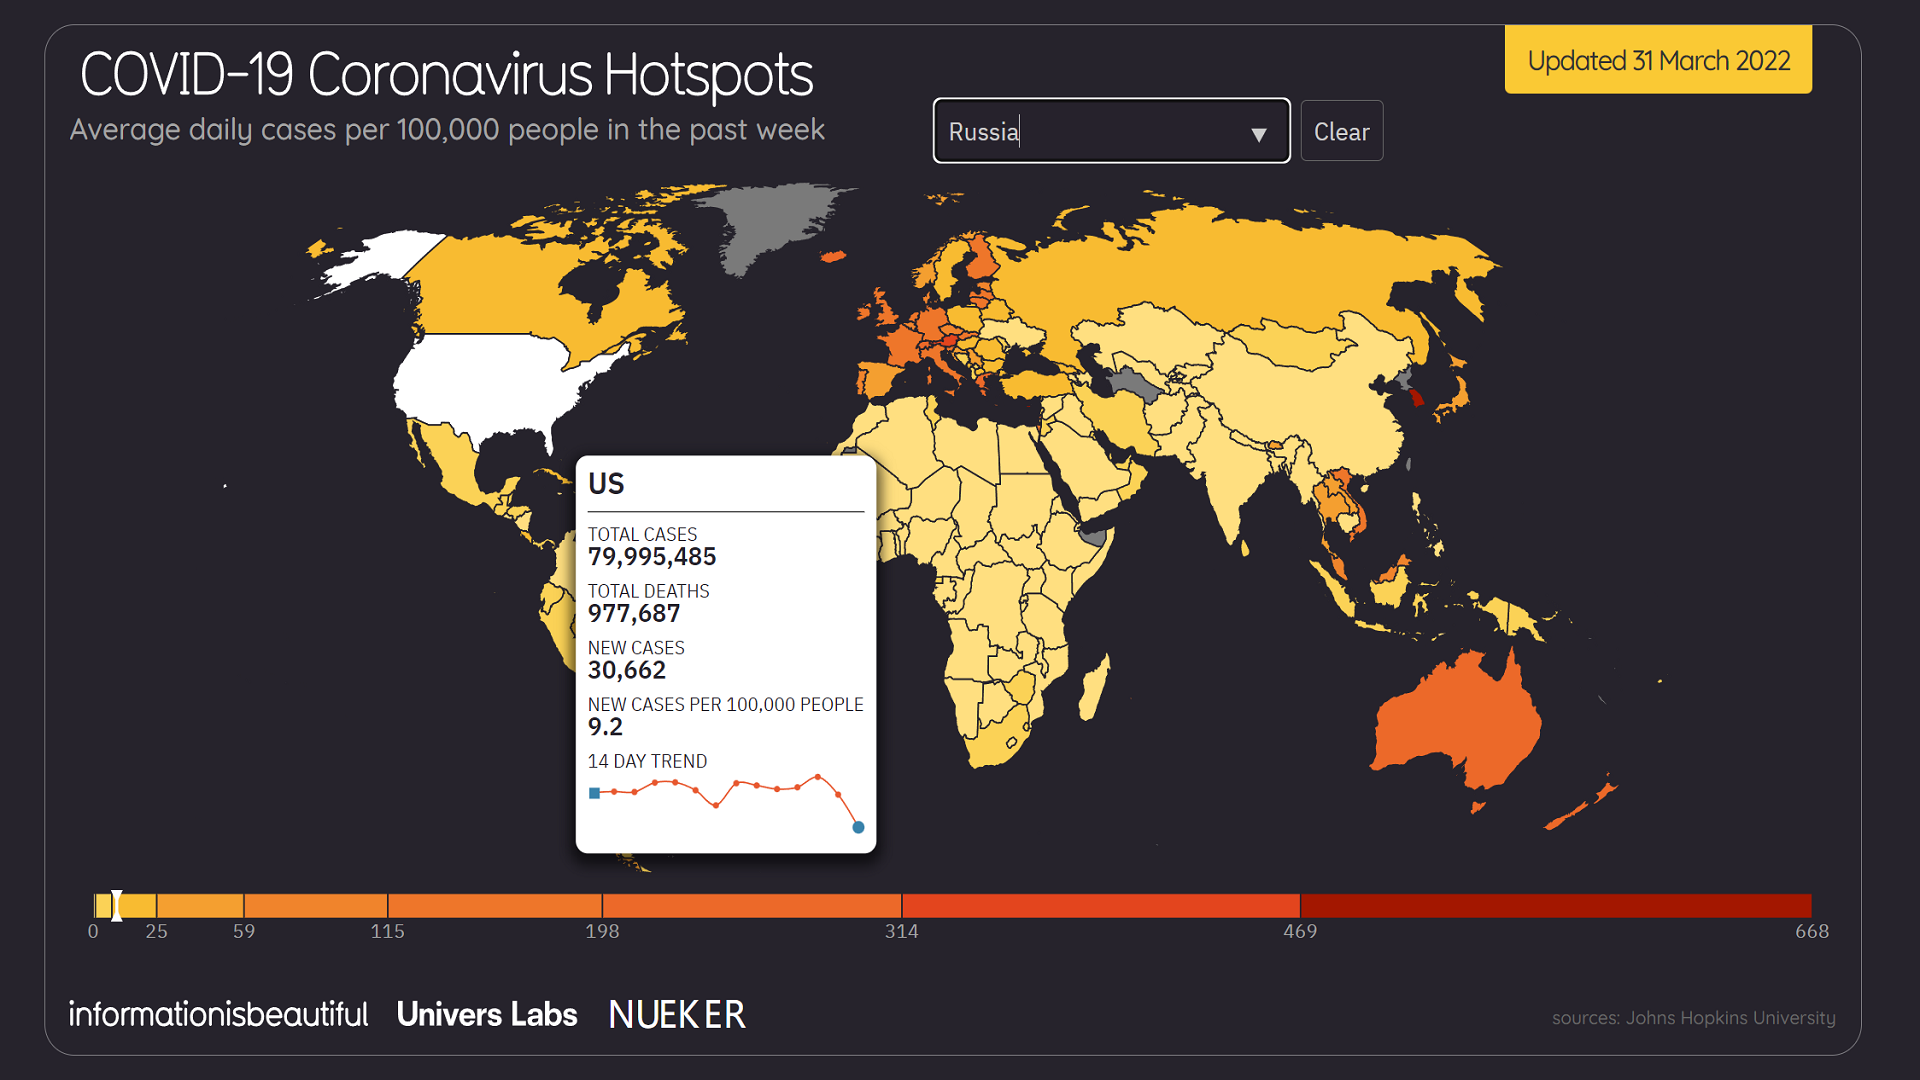 COVID-19 Coronavirus Hotspots
Updated 31 March 2022
Average daily cases per 100,000 people in the past week
Russia
Clear
US
TOTAL CASES
79,995,485
TOTAL DEATHS
977,687
NEW CASES
30,662
NEW CASES PER 100,000 PEOPLE
9.2
14 DAY TREND
0 25 59 115 198 314 469 668
informationisbeautiful Univers Labs NUEKER
sources: Johns Hopkins University